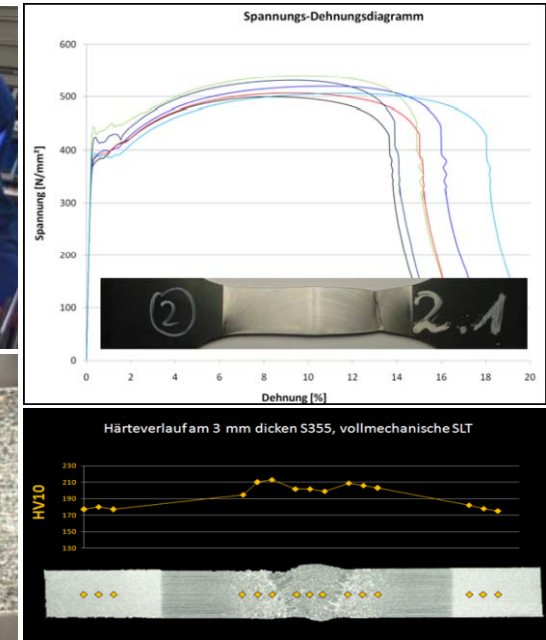 Spannungs-Dehnungsdiagramm
600
500
400
300
200
100
0
Spannung [N/mm²]
2
2.1
0 2 4 6 8 10 12 14 16 18 20
Dehnung [%]
Härteverlauf am 3 mm dicken S355, vollmechanische SLT
HV10
230
210
190
170
150
130